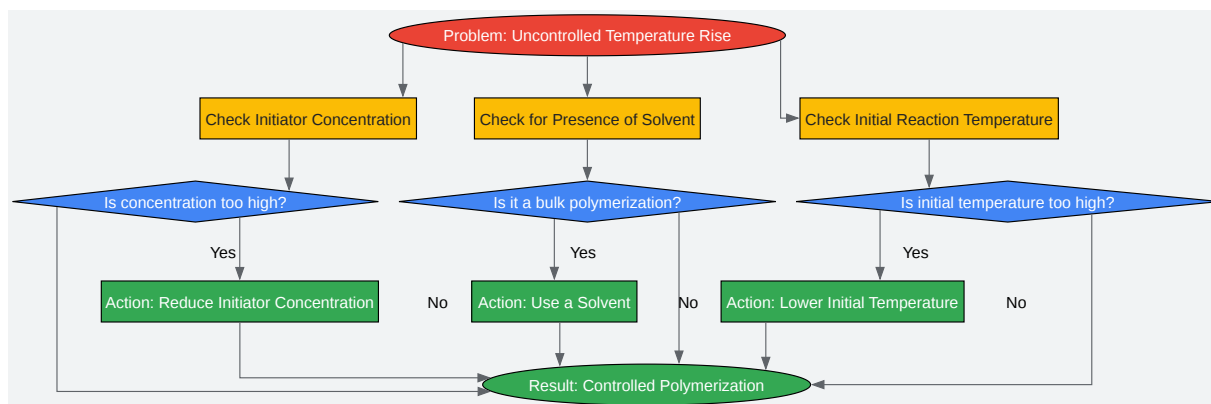 Problem: Uncontrolled Temperature Rise
Check Initiator Concentration
Check for Presence of Solvent
Check Initial Reaction Temperature
Is concentration too high?
Is it a bulk polymerization?
Is initial temperature too high?
Yes
Yes
Yes
Action: Reduce Initiator Concentration
No
Action: Use a Solvent
No
Action: Lower Initial Temperature
No
Result: Controlled Polymerization